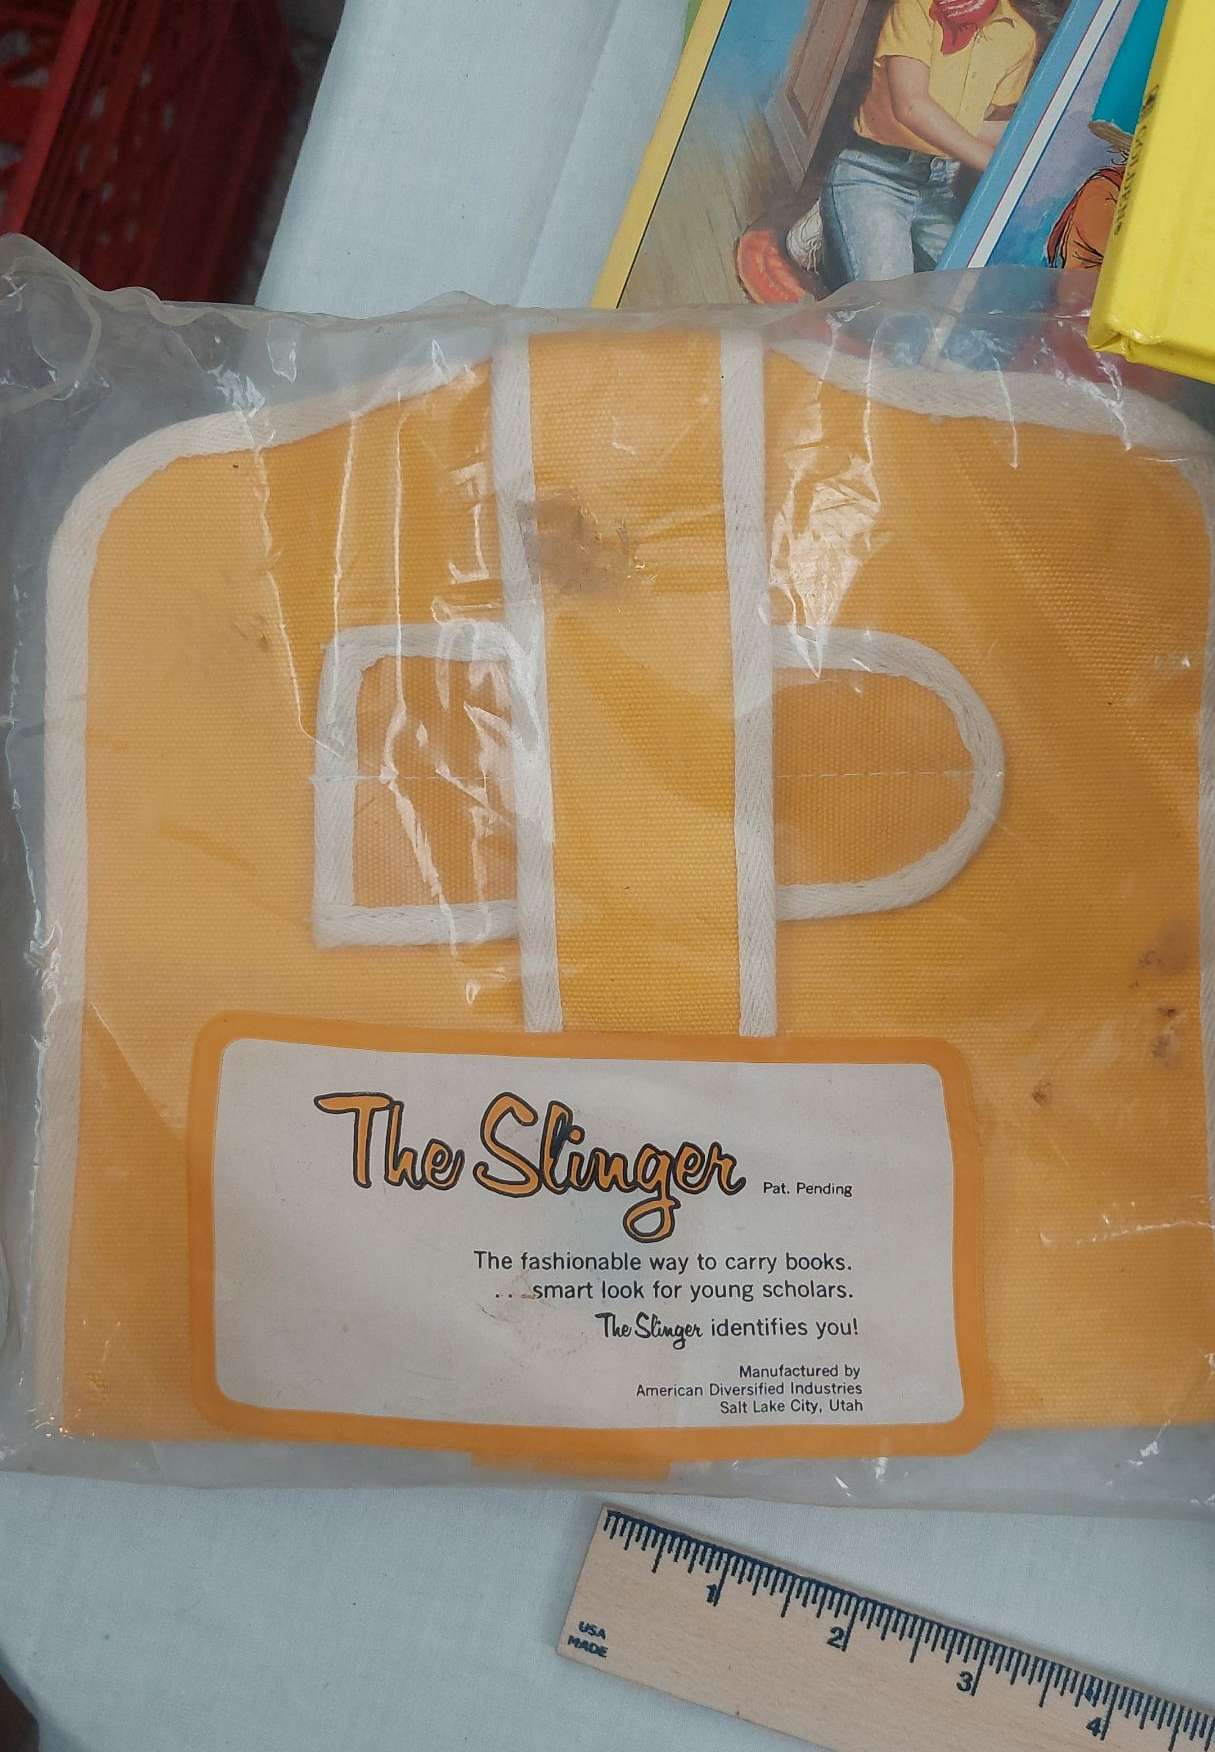 The Slinger Pat. Pending
The fashionable way to carry books.
. . . smart look for young scholars.
The Slinger identifies you!
Manufactured by
American Diversified Industries
Salt Lake City, Utah
1 2 3 4
USA
MADE